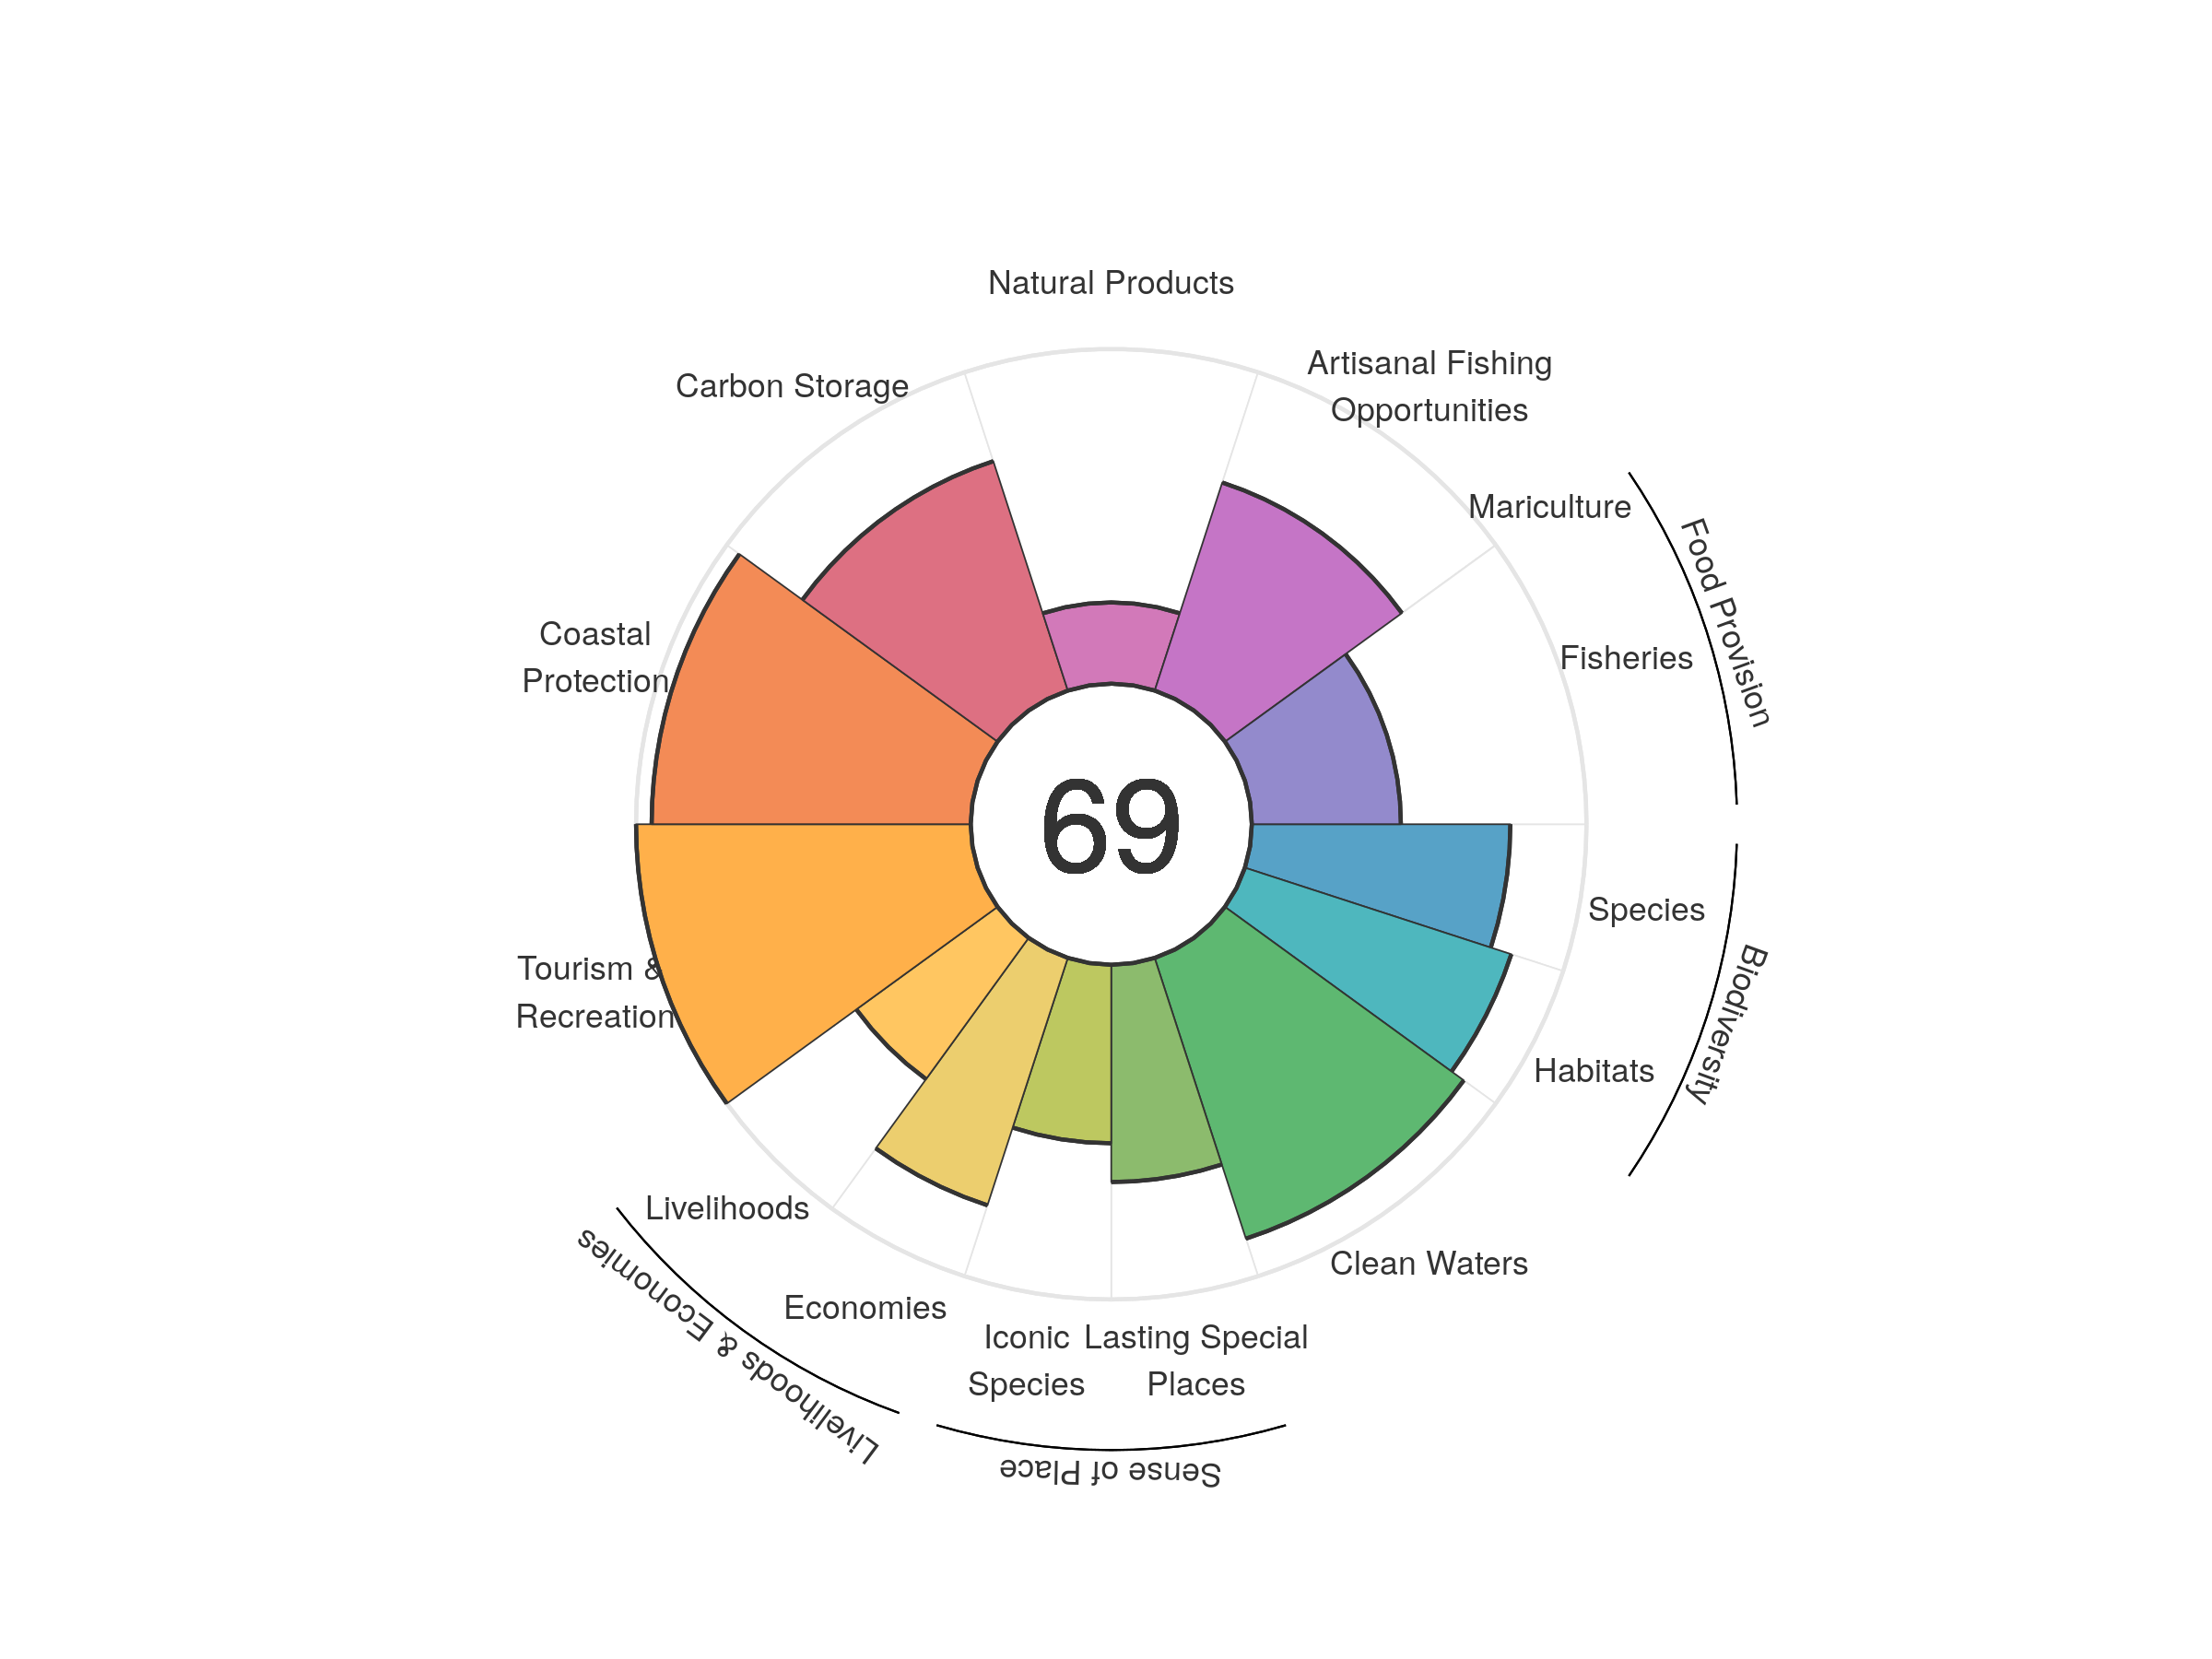 Natural Products
Artisanal Fishing
Opportunities
Carbon Storage
Mariculture
Food Provision
Fisheries
Coastal
Protection
69
Species
Biodiversity
Tourism &
Recreation
Habitats
Livelihoods
Clean Waters
Livelihoods & Economies
Economies
Iconic
Species
Lasting Special
Places
Sense of Place